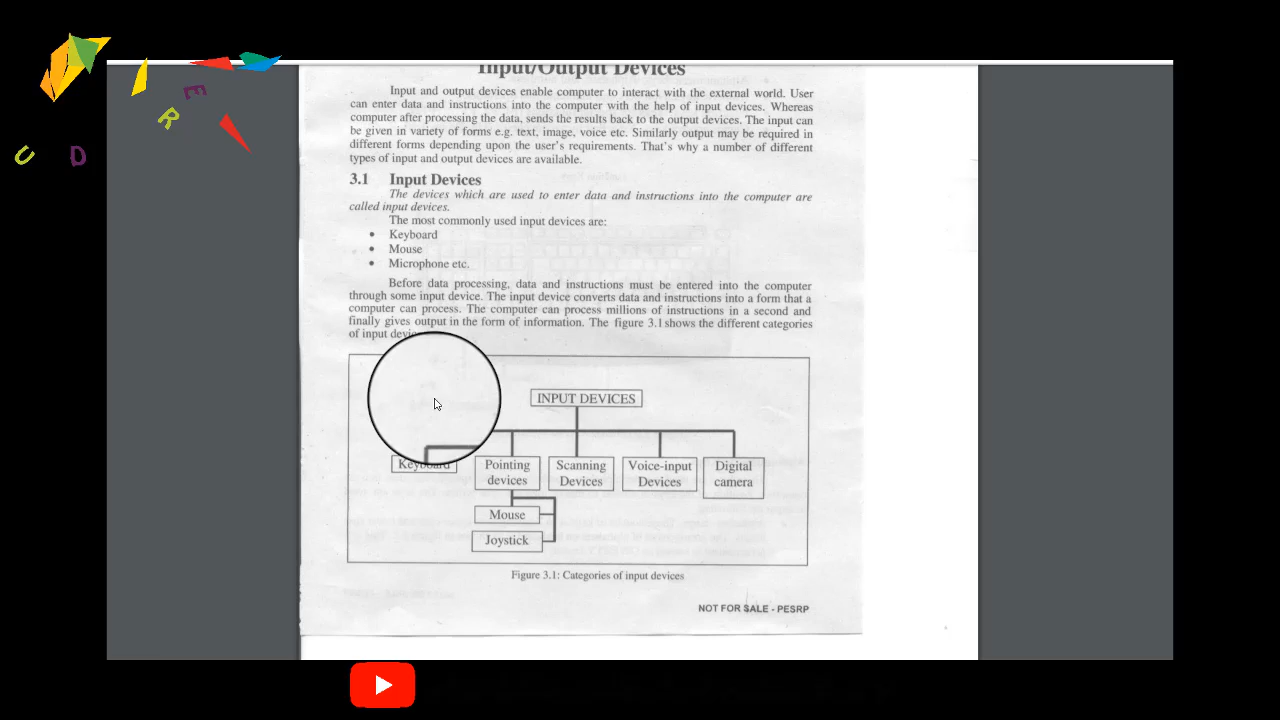 Input/Output Devices
Input and output devices enable computer to interact with the external world. User
can enter data and instructions into the computer with the help of input devices. Whereas
computer after processing the data, sends the results back to the output devices. The input can
be given in variety of forms e.g. text, image, voice etc. Similarly output may be required in
different forms depending upon the user's requirements. That's why a number of different
types of input and output devices are available.
3.1 Input Devices
The devices which are used to enter data and instructions into the computer are
called input devices.
The most commonly used input devices are:
• Keyboard
• Mouse
• Microphone etc.
Before data processing, data and instructions must be entered into the computer
through some input device. The input device converts data and instructions into a form that a
computer can process. The computer can process millions of instructions in a second and
finally gives output in the form of information. The figure 3.1 shows the different categories
of input
INPUT DEVICES
Keyboard
Pointing
devices
Scanning
Devices
Voice-input
Devices
Digital
camera
Mouse
Joystick
Figure 3.1: Categories of input devices
NOT FOR SALE - PESRP
E
R
U
D